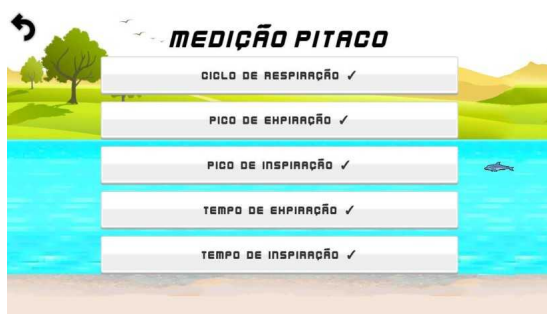 MEDIÇÃO PITACO
CICLO DE RESPIRAÇÃO ✓
PICO DE EXPIRAÇÃO ✓
PICO DE INSPIRAÇÃO ✓
TEMPO DE EXPIRAÇÃO ✓
TEMPO DE INSPIRAÇÃO ✓